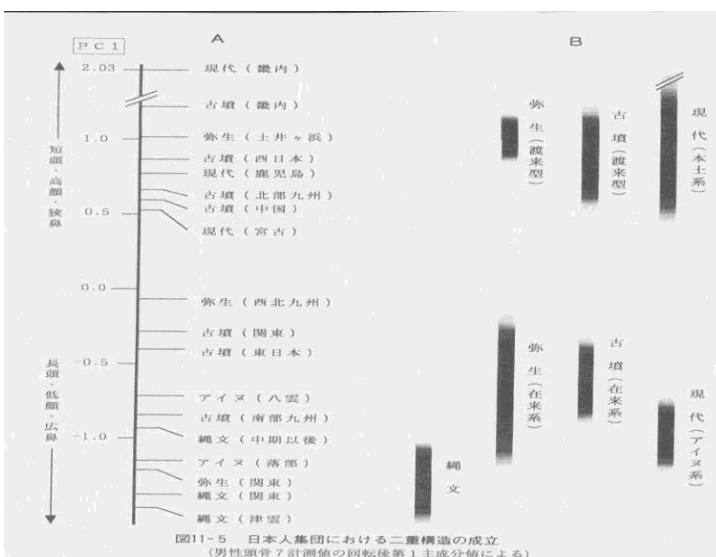 PC1
A
B
2.03
1.0
0.5
0.0
-0.5
-1.0
短頭・高顔・狭鼻
長頭・低顔・広鼻
現代(畿内)
古墳(畿内)
弥生(土井ヶ浜)
古墳(西日本)
現代(鹿児島)
古墳(北部九州)
古墳(中国)
現代(宮古)
弥生(西北九州)
古墳(関東)
古墳(東日本)
アイヌ(八雲)
古墳(南部九州)
縄文(中期以後)
アイヌ(落部)
弥生(関東)
縄文(関東)
縄文(津雲)
弥生(渡来型)
古墳(渡来型)
現代(本土系)
縄文
弥生(在来系)
古墳(在来系)
現代(アイヌ系)
図11-5 日本人集団における二重構造の成立
(男性頭骨7計測値の回転後第1主成分値による)